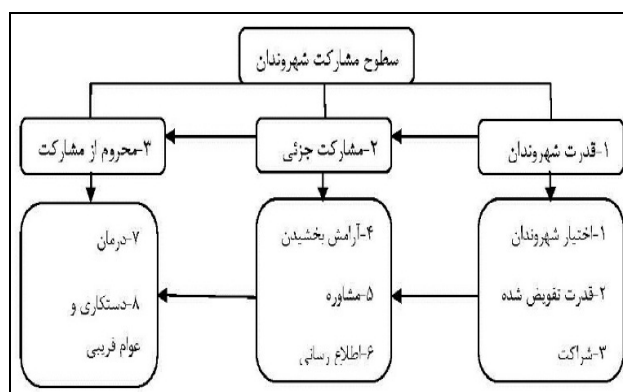 سطوح مشارکت شهروندان
۱-قدرت شهروندان
۲-مشارکت جزئی
۳-محروم از مشارکت
۱-اختیار شهروندان
۲-قدرت تفویض شده
۳-شراکت
۴-آرامش بخشیدن
۵-مشاوره
۶-اطلاع رسانی
۷-درمان
۸-دستکاری و
عوام فریبی